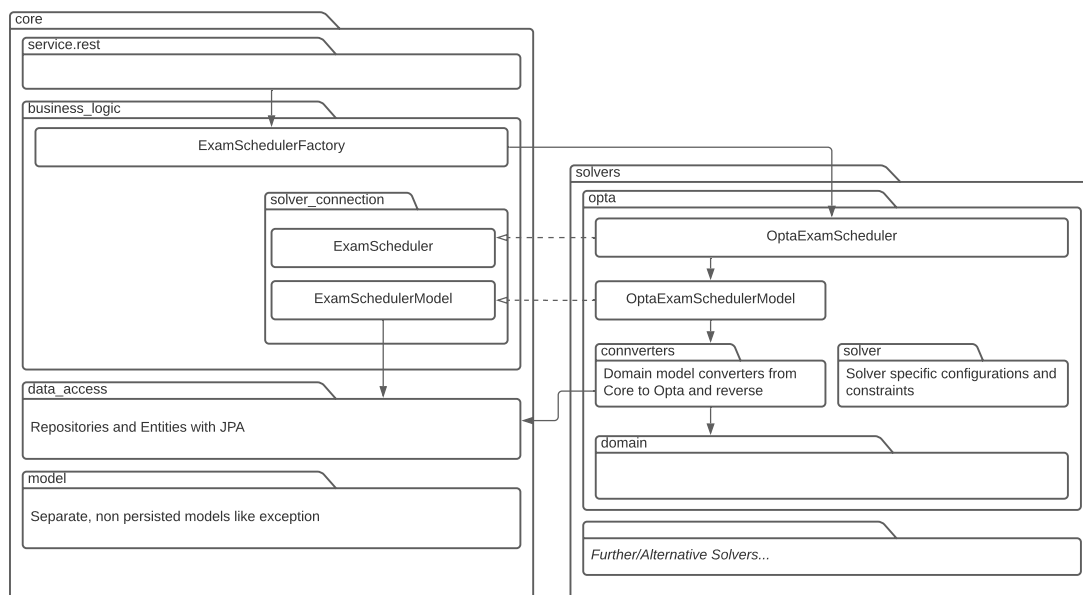 core
service.rest
business_logic
ExamSchedulerFactory
solver_connection
ExamScheduler
ExamSchedulerModel
data_access
Repositories and Entities with JPA
model
Separate, non persisted models like exception
solvers
opta
OptaExamScheduler
OptaExamSchedulerModel
connverters
Domain model converters from
Core to Opta and reverse
solver
Solver specific configurations and
constraints
domain
Further/Alternative Solvers...